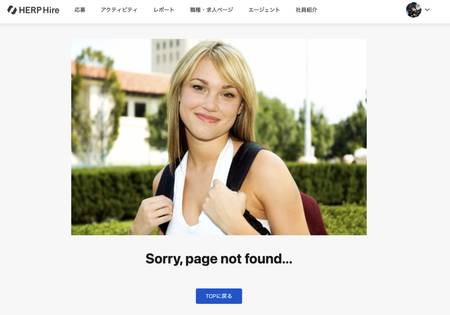 HERP Hire
応募
アクティビティ
レポート
職種・求人ページ
エージェント
社員紹介
Sorry, page not found...
TOPに戻る